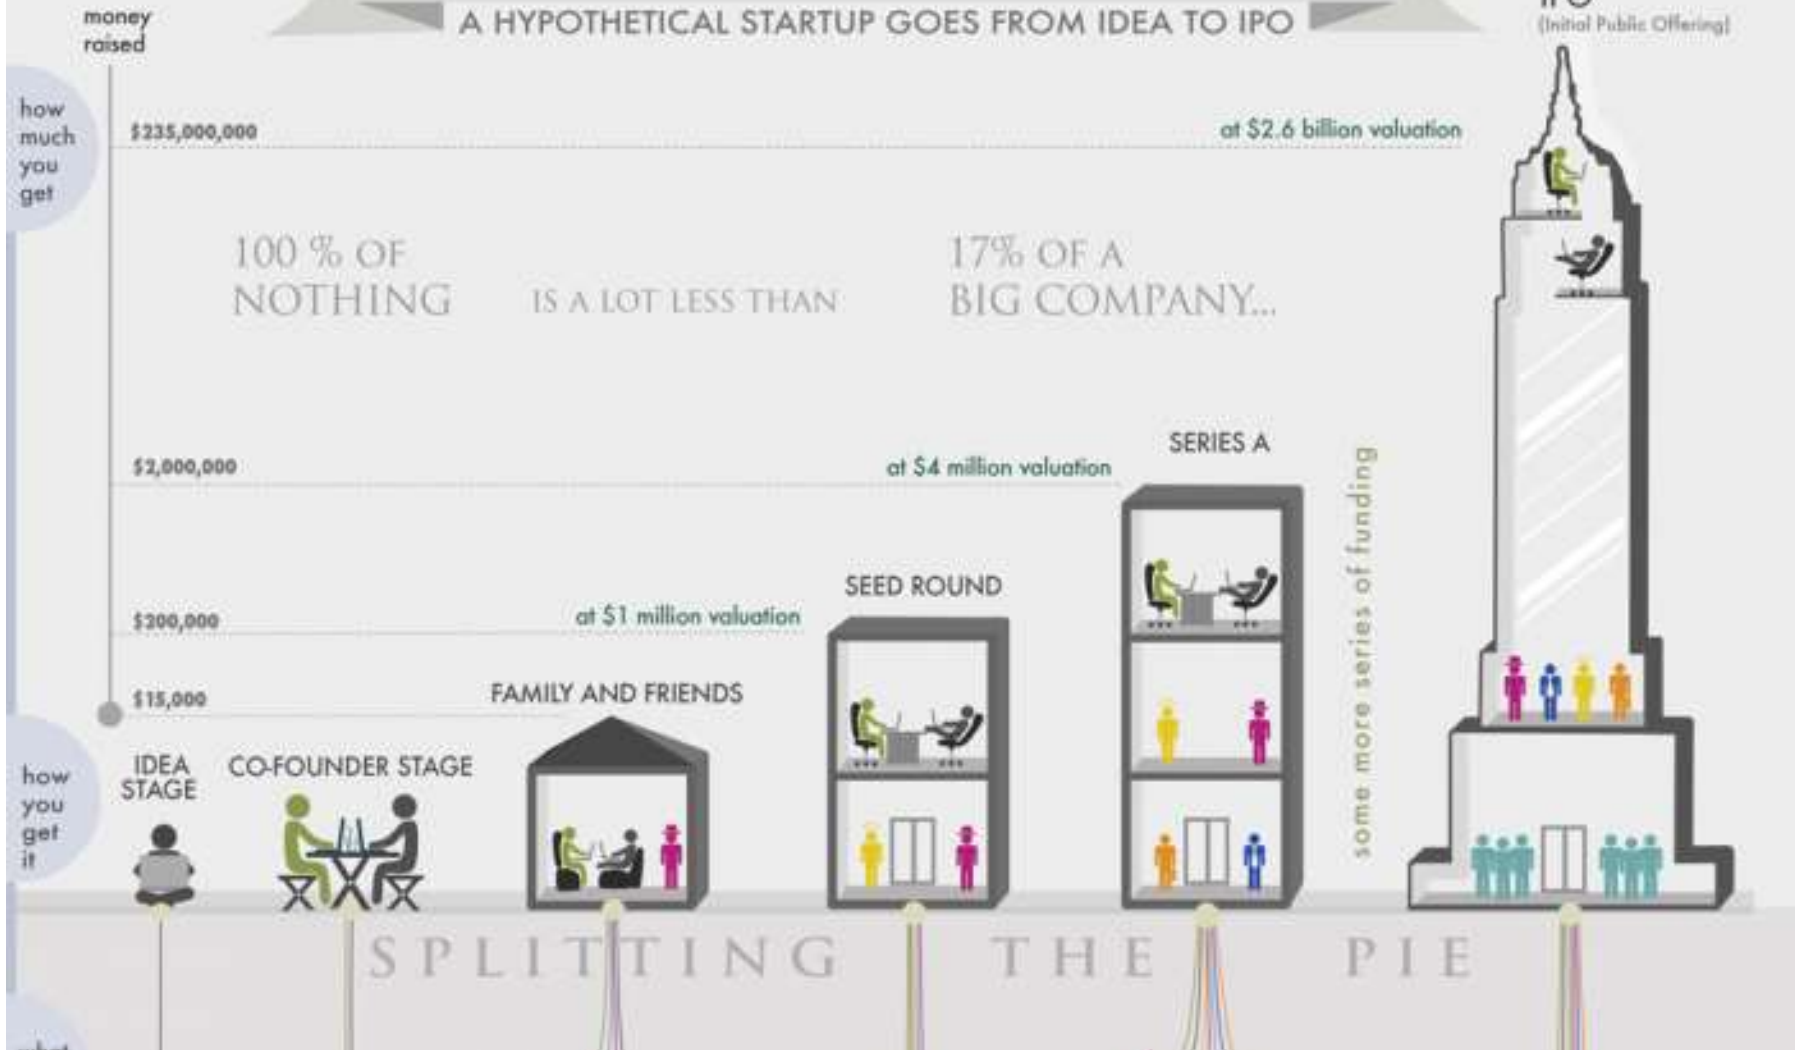 money
raised
A HYPOTHETICAL STARTUP GOES FROM IDEA TO IPO
IPO
(Initial Public Offering)
how
much
you
get
$235,000,000
at $2.6 billion valuation
100 % OF
NOTHING
IS A LOT LESS THAN
17% OF A
BIG COMPANY...
SERIES A
$2,000,000
at $4 million valuation
some more series of funding
SEED ROUND
$200,000
at $1 million valuation
$15,000
FAMILY AND FRIENDS
IDEA
STAGE
CO-FOUNDER STAGE
how
you
get
it
SPLITTING THE PIE